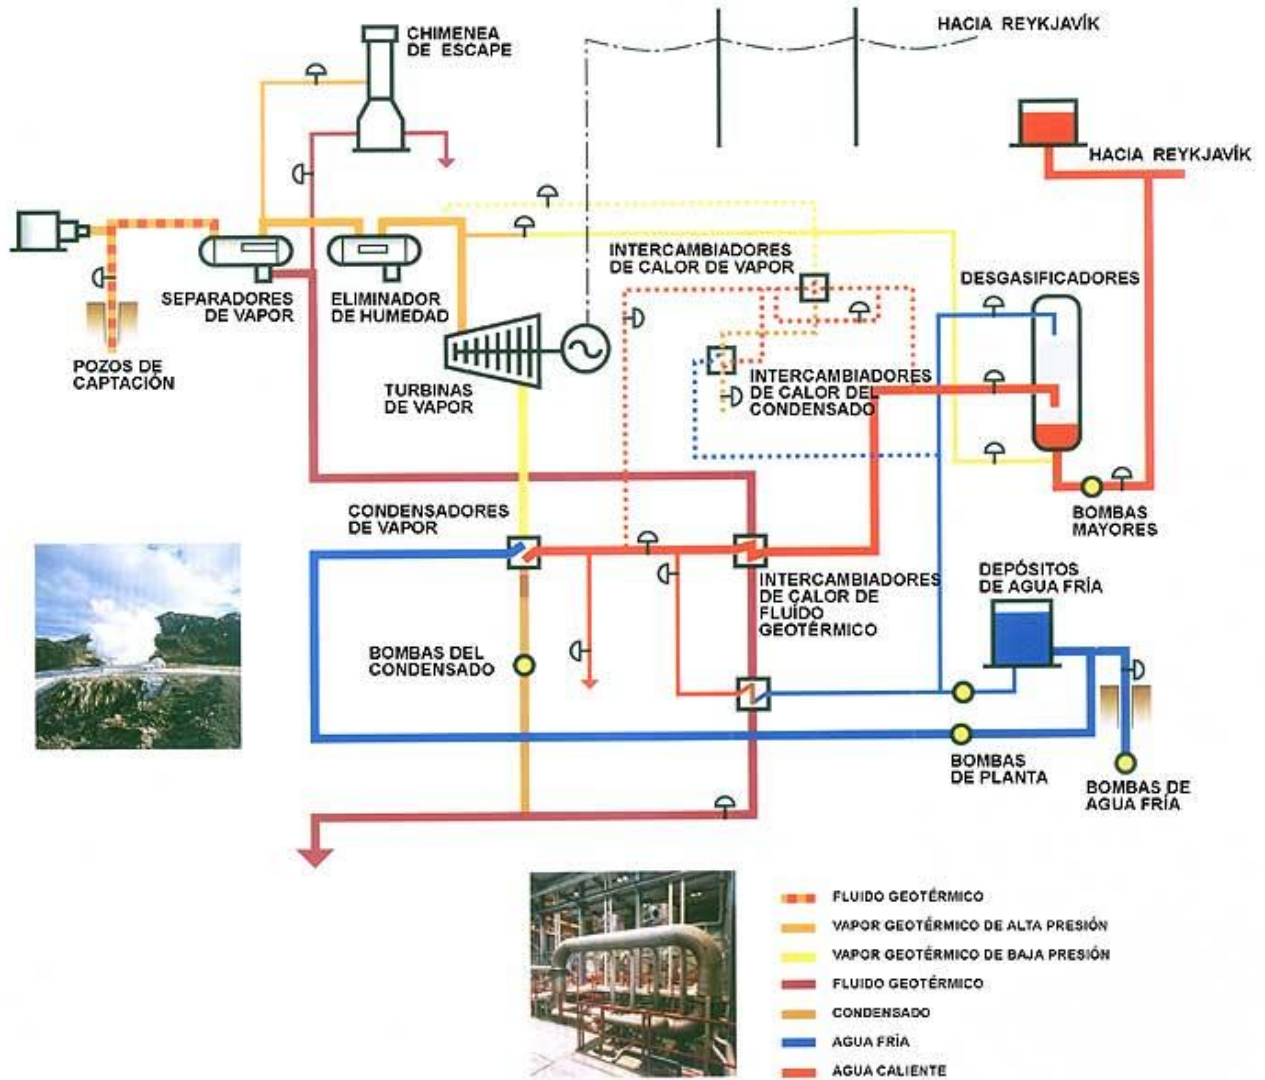 CHIMENEA
DE ESCAPE
HACIA REYKJAVÍK
HACIA REYKJAVÍK
INTERCAMBIADORES
DE CALOR DE VAPOR
DESGASIFICADORES
SEPARADORES
DE VAPOR
ELIMINADOR
DE HUMEDAD
POZOS DE
CAPTACIÓN
TURBINAS
DE VAPOR
INTERCAMBIADORES
DE CALOR DEL
CONDENSADO
CONDENSADORES
DE VAPOR
BOMBAS
MAYORES
INTERCAMBIADORES
DE CALOR DE
FLUÍDO
GEOTÉRMICO
DEPÓSITOS
DE AGUA FRÍA
BOMBAS DEL
CONDENSADO
BOMBAS
DE PLANTA
BOMBAS DE
AGUA FRÍA
FLUIDO GEOTÉRMICO
VAPOR GEOTÉRMICO DE ALTA PRESIÓN
VAPOR GEOTÉRMICO DE BAJA PRESIÓN
FLUIDO GEOTÉRMICO
CONDENSADO
AGUA FRÍA
AGUA CALIENTE